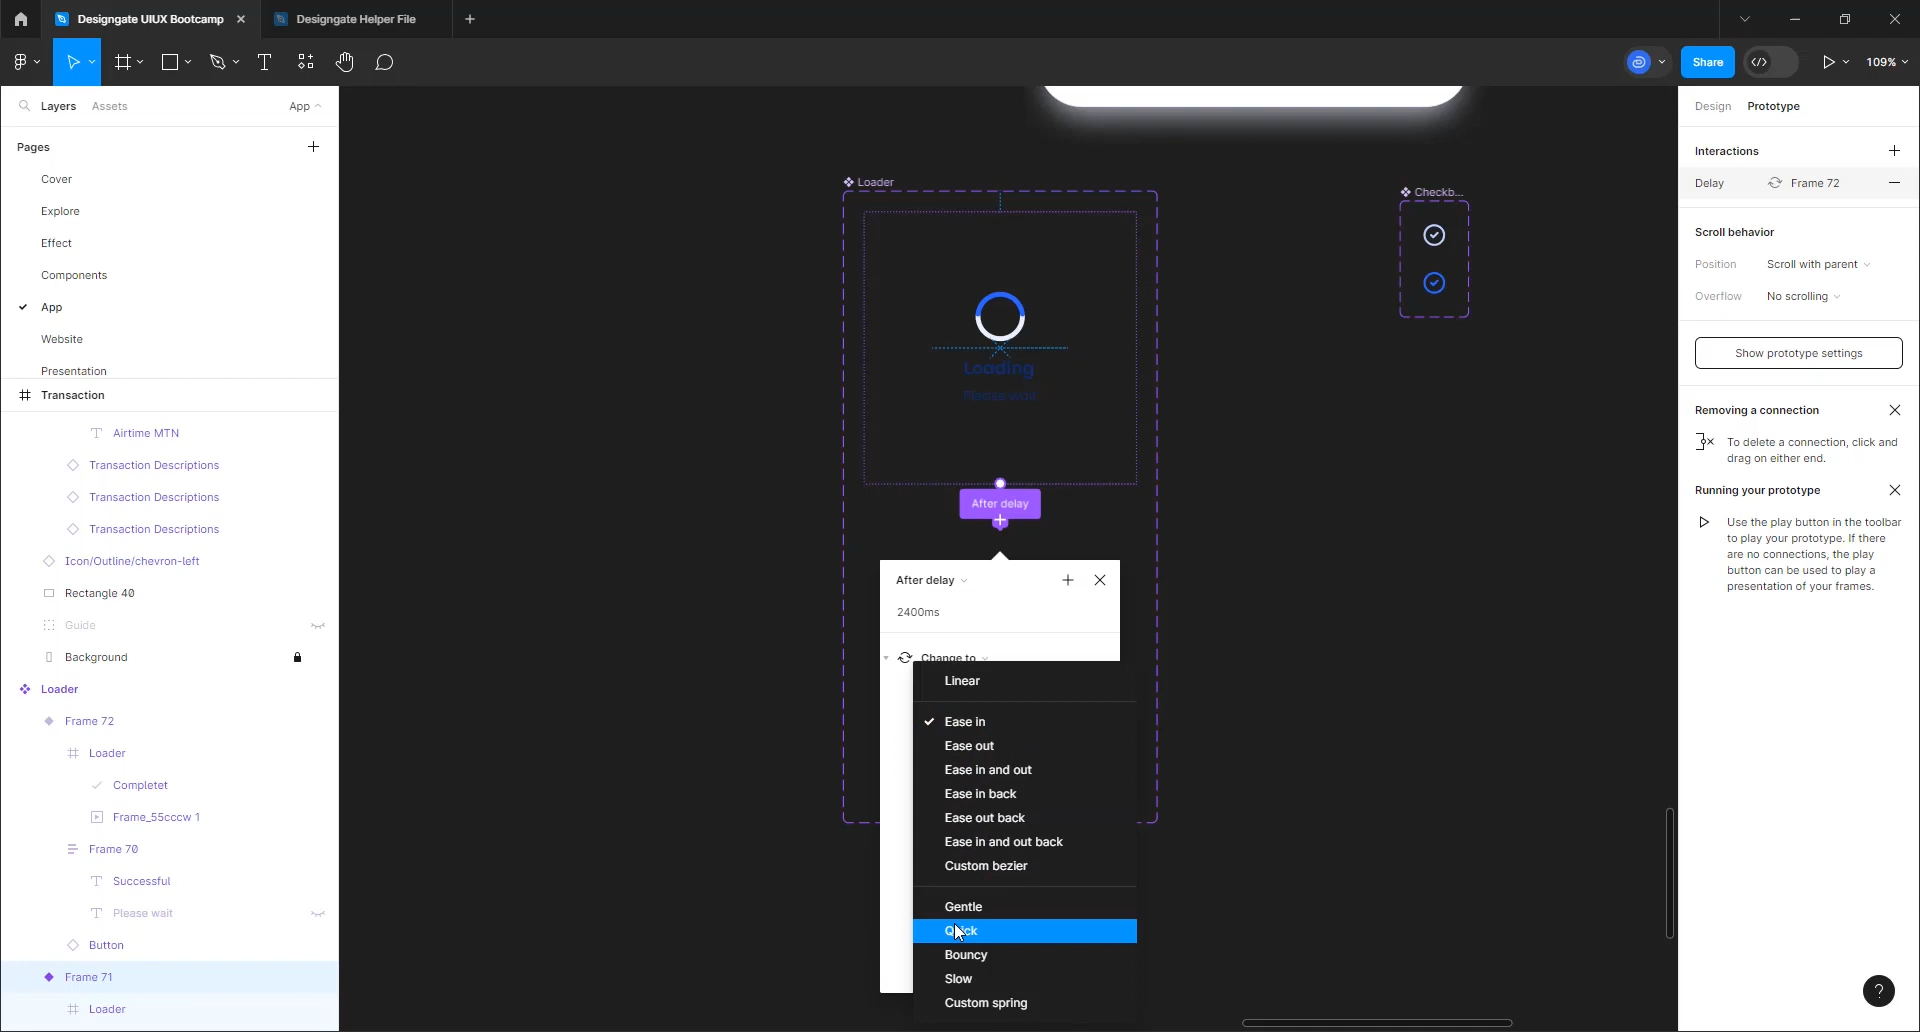 Designgate UIUX Bootcamp
Designgate Helper File
Share
109%
Layers
Assets
App
Pages
Cover
Explore
Effect
Components
App
Website
Presentation
Transaction
Airtime MTN
Transaction Descriptions
Transaction Descriptions
Transaction Descriptions
Icon/Outline/chevron-left
Rectangle 40
Guide
Background
Loader
Frame 72
Loader
Completet
Frame_55cccw 1
Frame 70
Successful
Please wait
Button
Frame 71
Loader
Loader
Loading
Please wait
After delay
Checkb...
After delay
2400ms
Change to
Linear
Ease in
Ease out
Ease in and out
Ease in back
Ease out back
Ease in and out back
Custom bezier
Gentle
Quick
Bouncy
Slow
Custom spring
Design
Prototype
Interactions
Delay
Frame 72
Scroll behavior
Position
Scroll with parent
Overflow
No scrolling
Show prototype settings
Removing a connection
To delete a connection, click and
drag on either end.
Running your prototype
Use the play button in the toolbar
to play your prototype. If there
are no connections, the play
button can be used to play a
presentation of your frames.
?